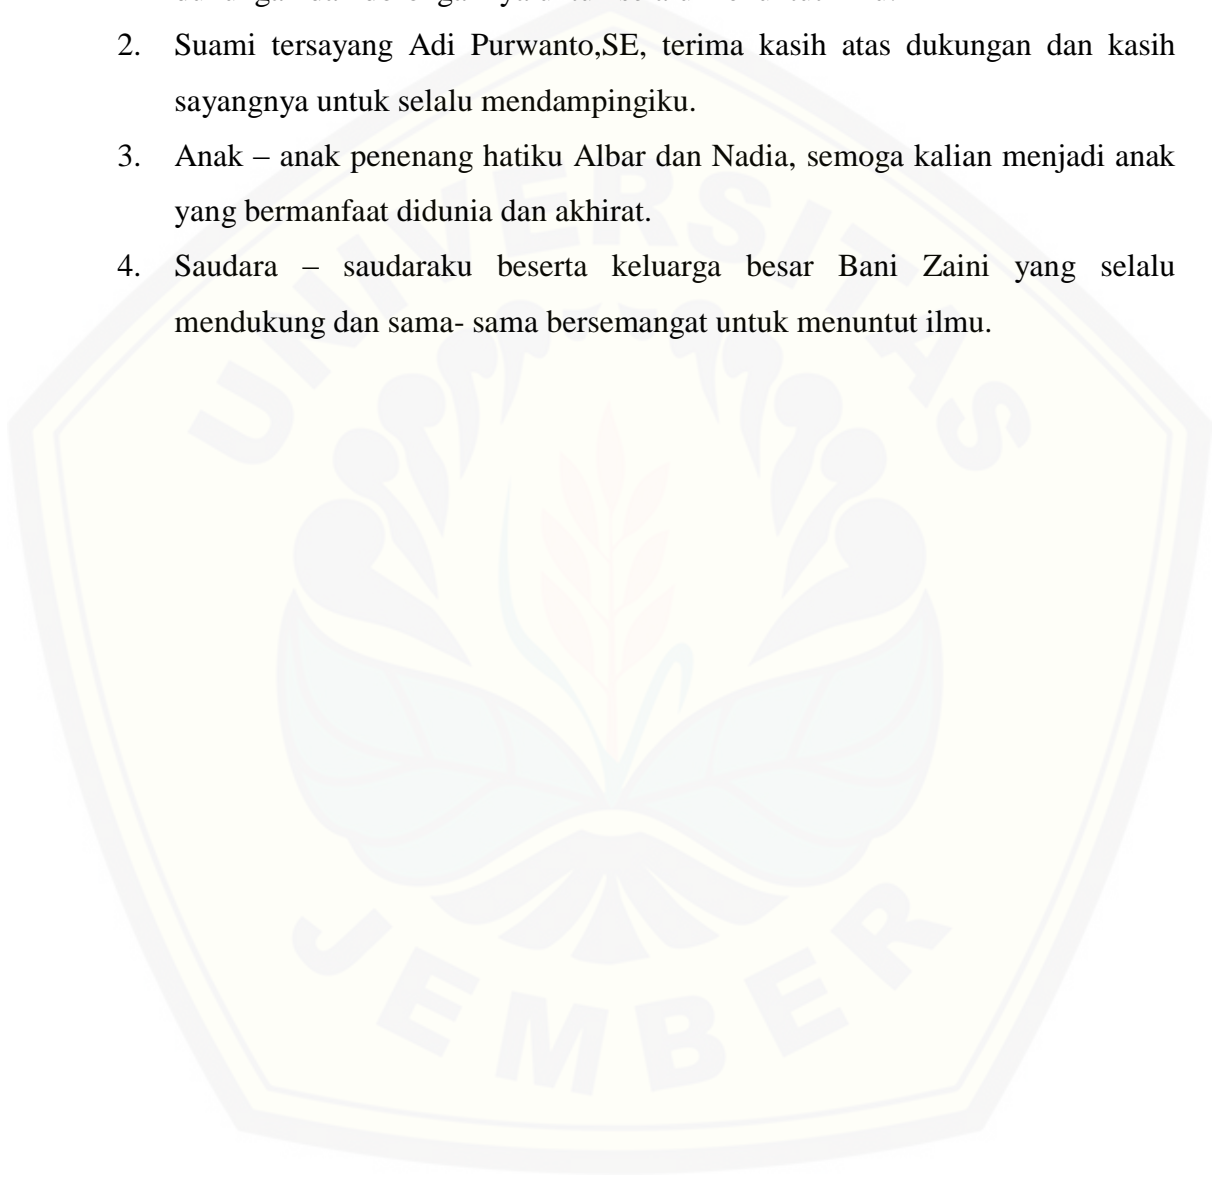 2. Suami tersayang Adi Purwanto,SE, terima kasih atas dukungan dan kasih
sayangnya untuk selalu mendampingiku.
3. Anak – anak penenang hatiku Albar dan Nadia, semoga kalian menjadi anak
yang bermanfaat didunia dan akhirat.
4. Saudara – saudaraku beserta keluarga besar Bani Zaini yang selalu
mendukung dan sama- sama bersemangat untuk menuntut ilmu.
UNIVERSITAS
JEMBER